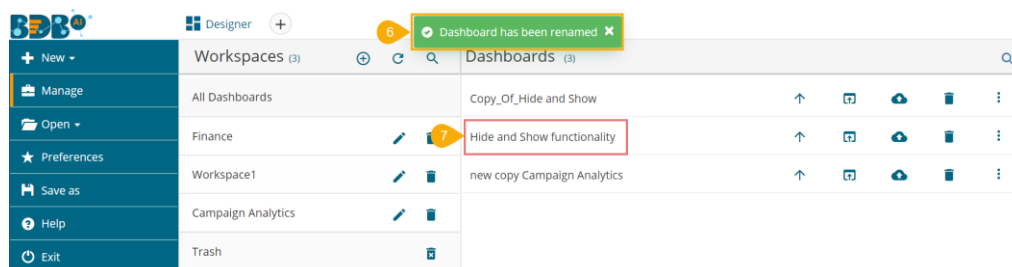 BDB AI
Designer
6
Dashboard has been renamed
New
Workspaces (3)
Dashboards (3)
Manage
All Dashboards
Copy_Of_Hide and Show
Open
Finance
7
Hide and Show functionality
Preferences
Workspace1
new copy Campaign Analytics
Save as
Campaign Analytics
Help
Trash
Exit